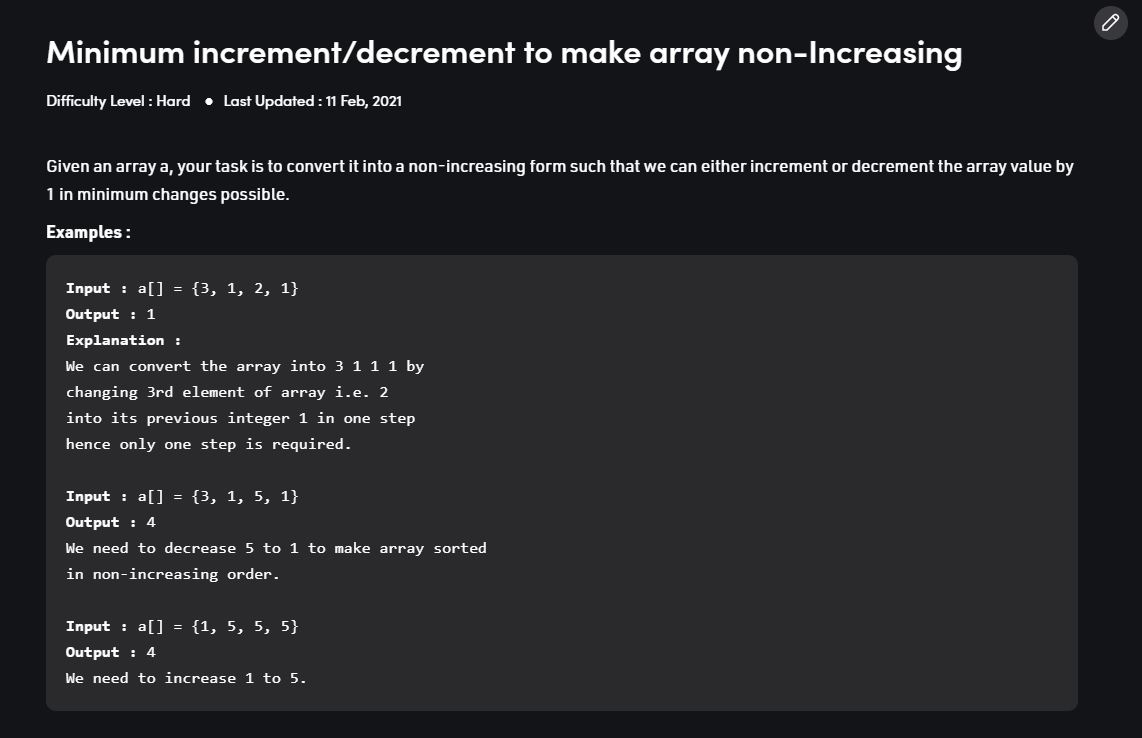 Minimum increment/decrement to make array non-Increasing
Difficulty Level : Hard ● Last Updated : 11 Feb, 2021
Given an array a, your task is to convert it into a non-increasing form such that we can either increment or decrement the array value by
1 in minimum changes possible.
Examples :
Input : a[] = {3, 1, 2, 1}
Output : 1
Explanation :
We can convert the array into 3 1 1 1 by
changing 3rd element of array i.e. 2
into its previous integer 1 in one step
hence only one step is required.
Input : a[] = {3, 1, 5, 1}
Output : 4
We need to decrease 5 to 1 to make array sorted
in non-increasing order.
Input : a[] = {1, 5, 5, 5}
Output : 4
We need to increase 1 to 5.